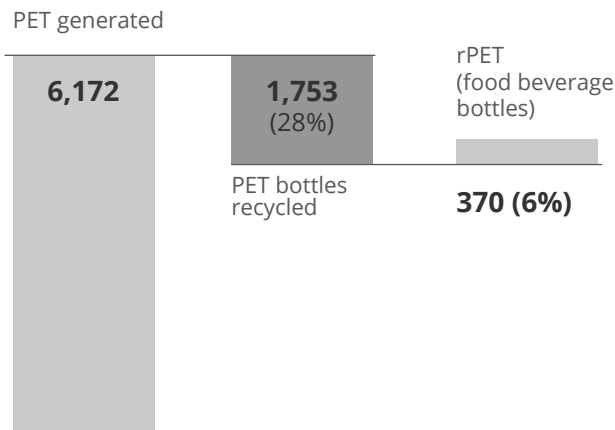 PET generated
6,172
1,753
(28%)
PET bottles
recycled
rPET
(food beverage
bottles)
370 (6%)